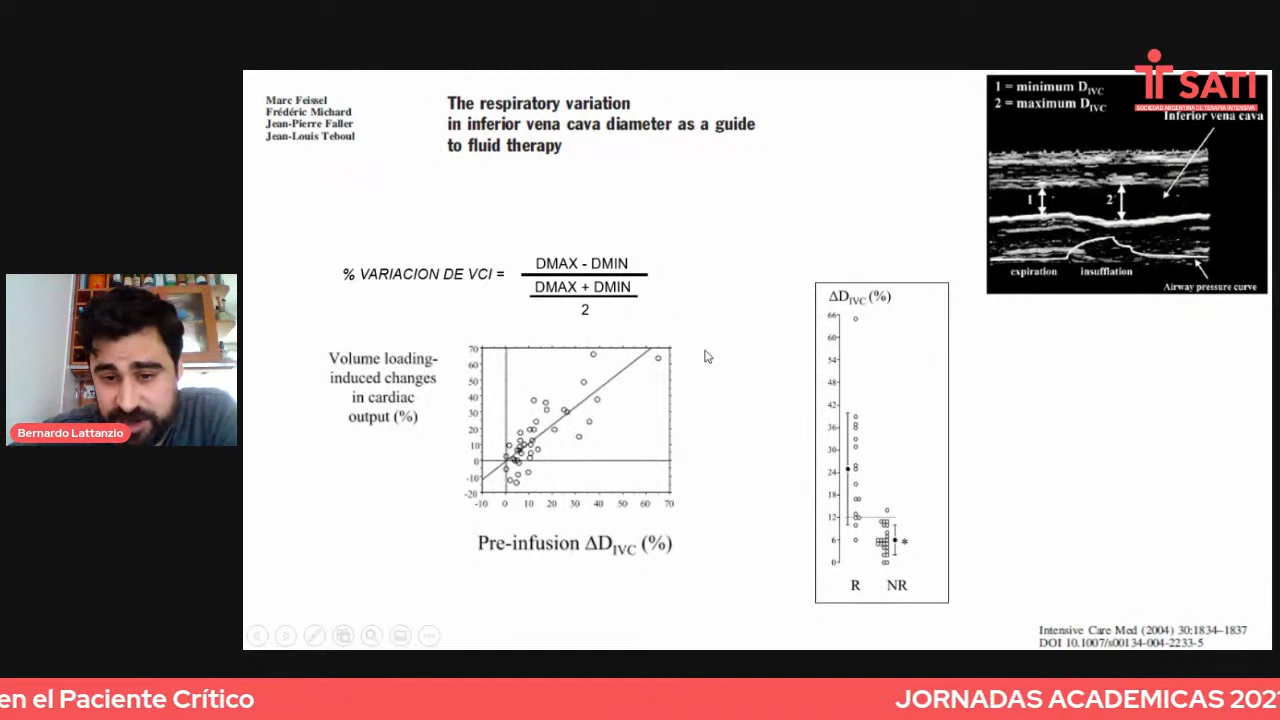 Marc Feissel
Frédéric Michard
Jean-Pierre Faller
Jean-Louis Teboul
The respiratory variation
in inferior vena cava diameter as a guide
to fluid therapy
SATI
SOCIEDAD ARGENTINA DE TERAPIA INTENSIVA
1 = minimum DIVC
2 = maximum DIVC
Inferior vena cava
1
2
expiration
insufflation
Airway pressure curve
% VARIACION DE VCI =
DMAX - DMIN
DMAX + DMIN
2
Volume loading-
induced changes
in cardiac
output (%)
70
60
50
40
30
20
10
0
-10
-20
-10 0 10 20 30 40 50 60 70
Pre-infusion ΔDIVC (%)
ΔDIVC (%)
66
60
54
48
42
36
30
24
18
12
6
0
*
R NR
Bernardo Lattanzio
Intensive Care Med (2004) 30:1834–1837
DOI 10.1007/s00134-004-2233-5
en el Paciente Crítico
JORNADAS ACADEMICAS 2021